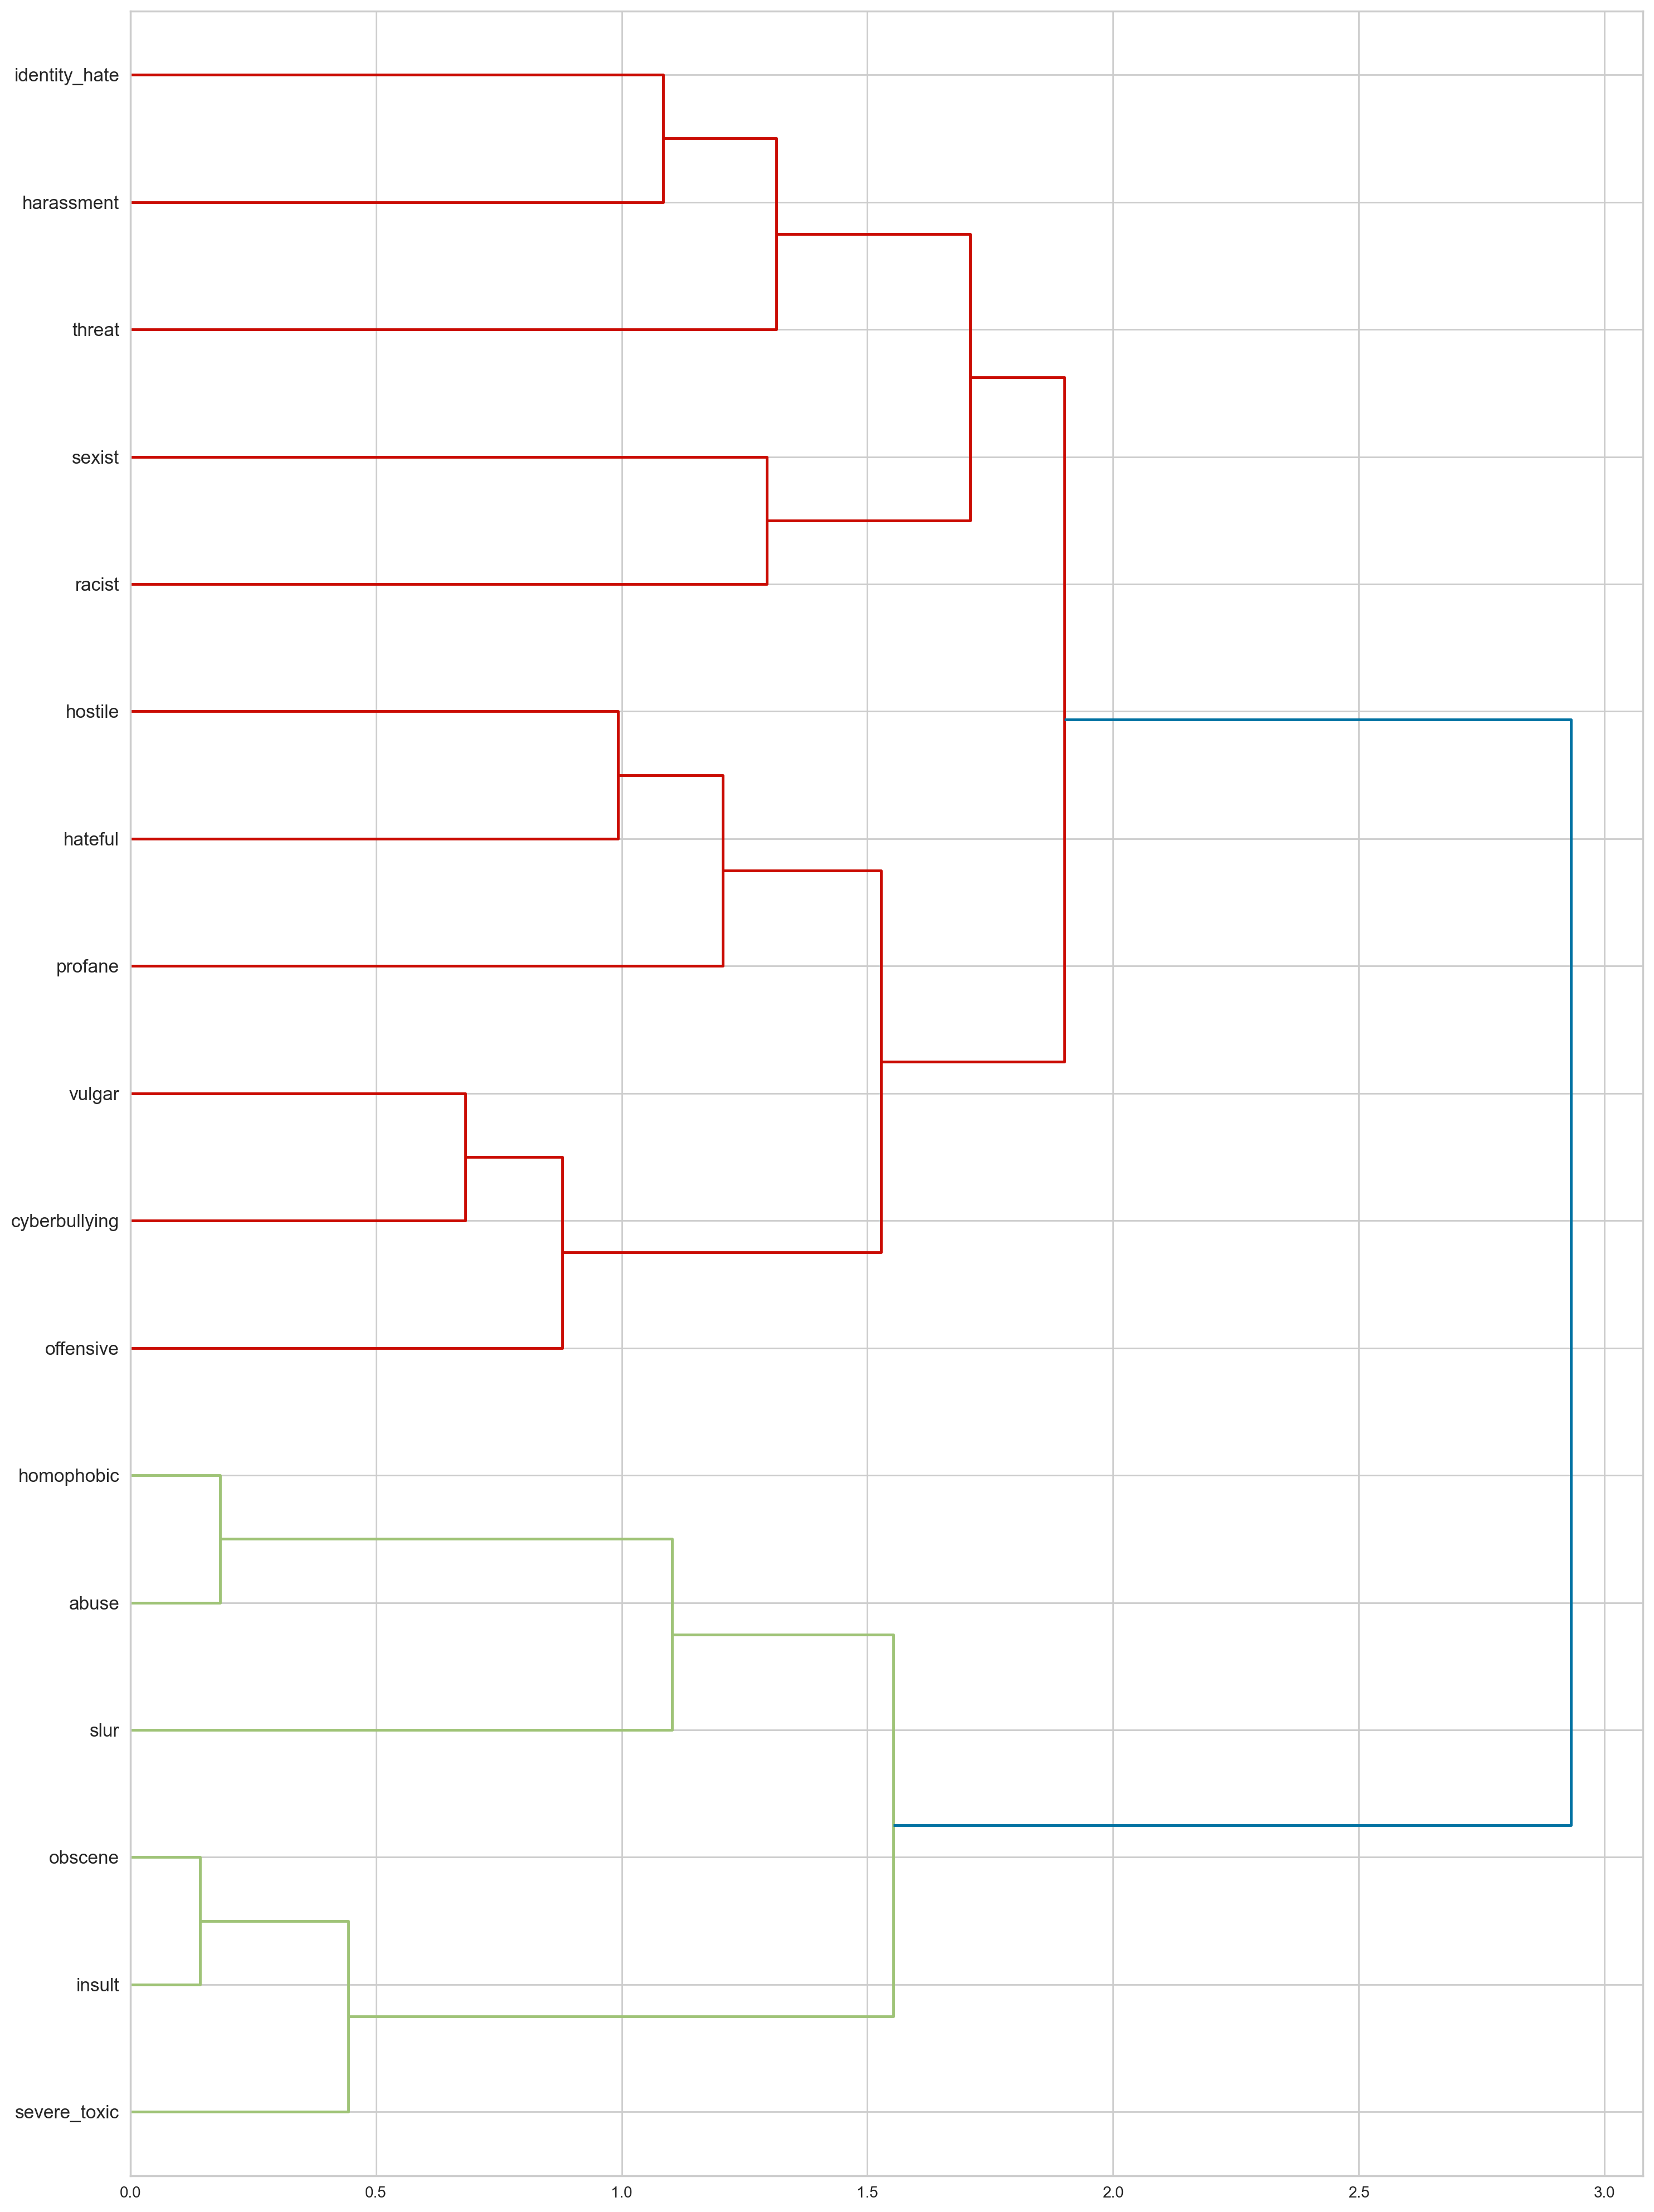 identity_hate
harassment
threat
sexist
racist
hostile
hateful
profane
vulgar
cyberbullying
offensive
homophobic
abuse
slur
obscene
insult
severe_toxic
0.0 0.5 1.0 1.5 2.0 2.5 3.0